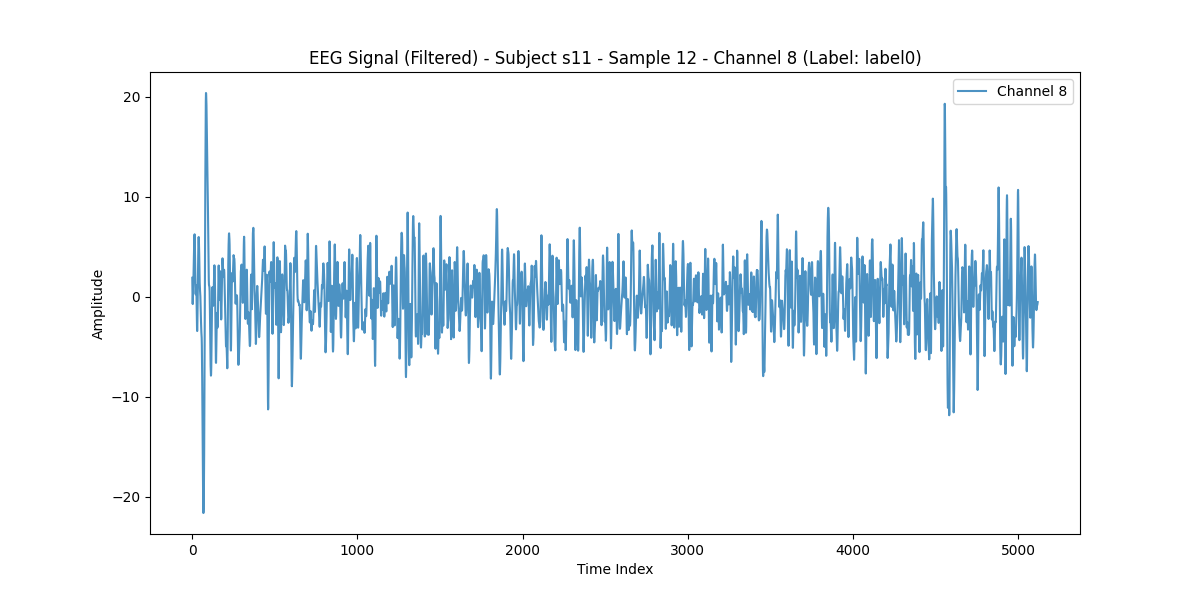 EEG Signal (Filtered) - Subject s11 - Sample 12 - Channel 8 (Label: label0)
Channel 8
Amplitude
20
10
0
−10
−20
0 1000 2000 3000 4000 5000
Time Index